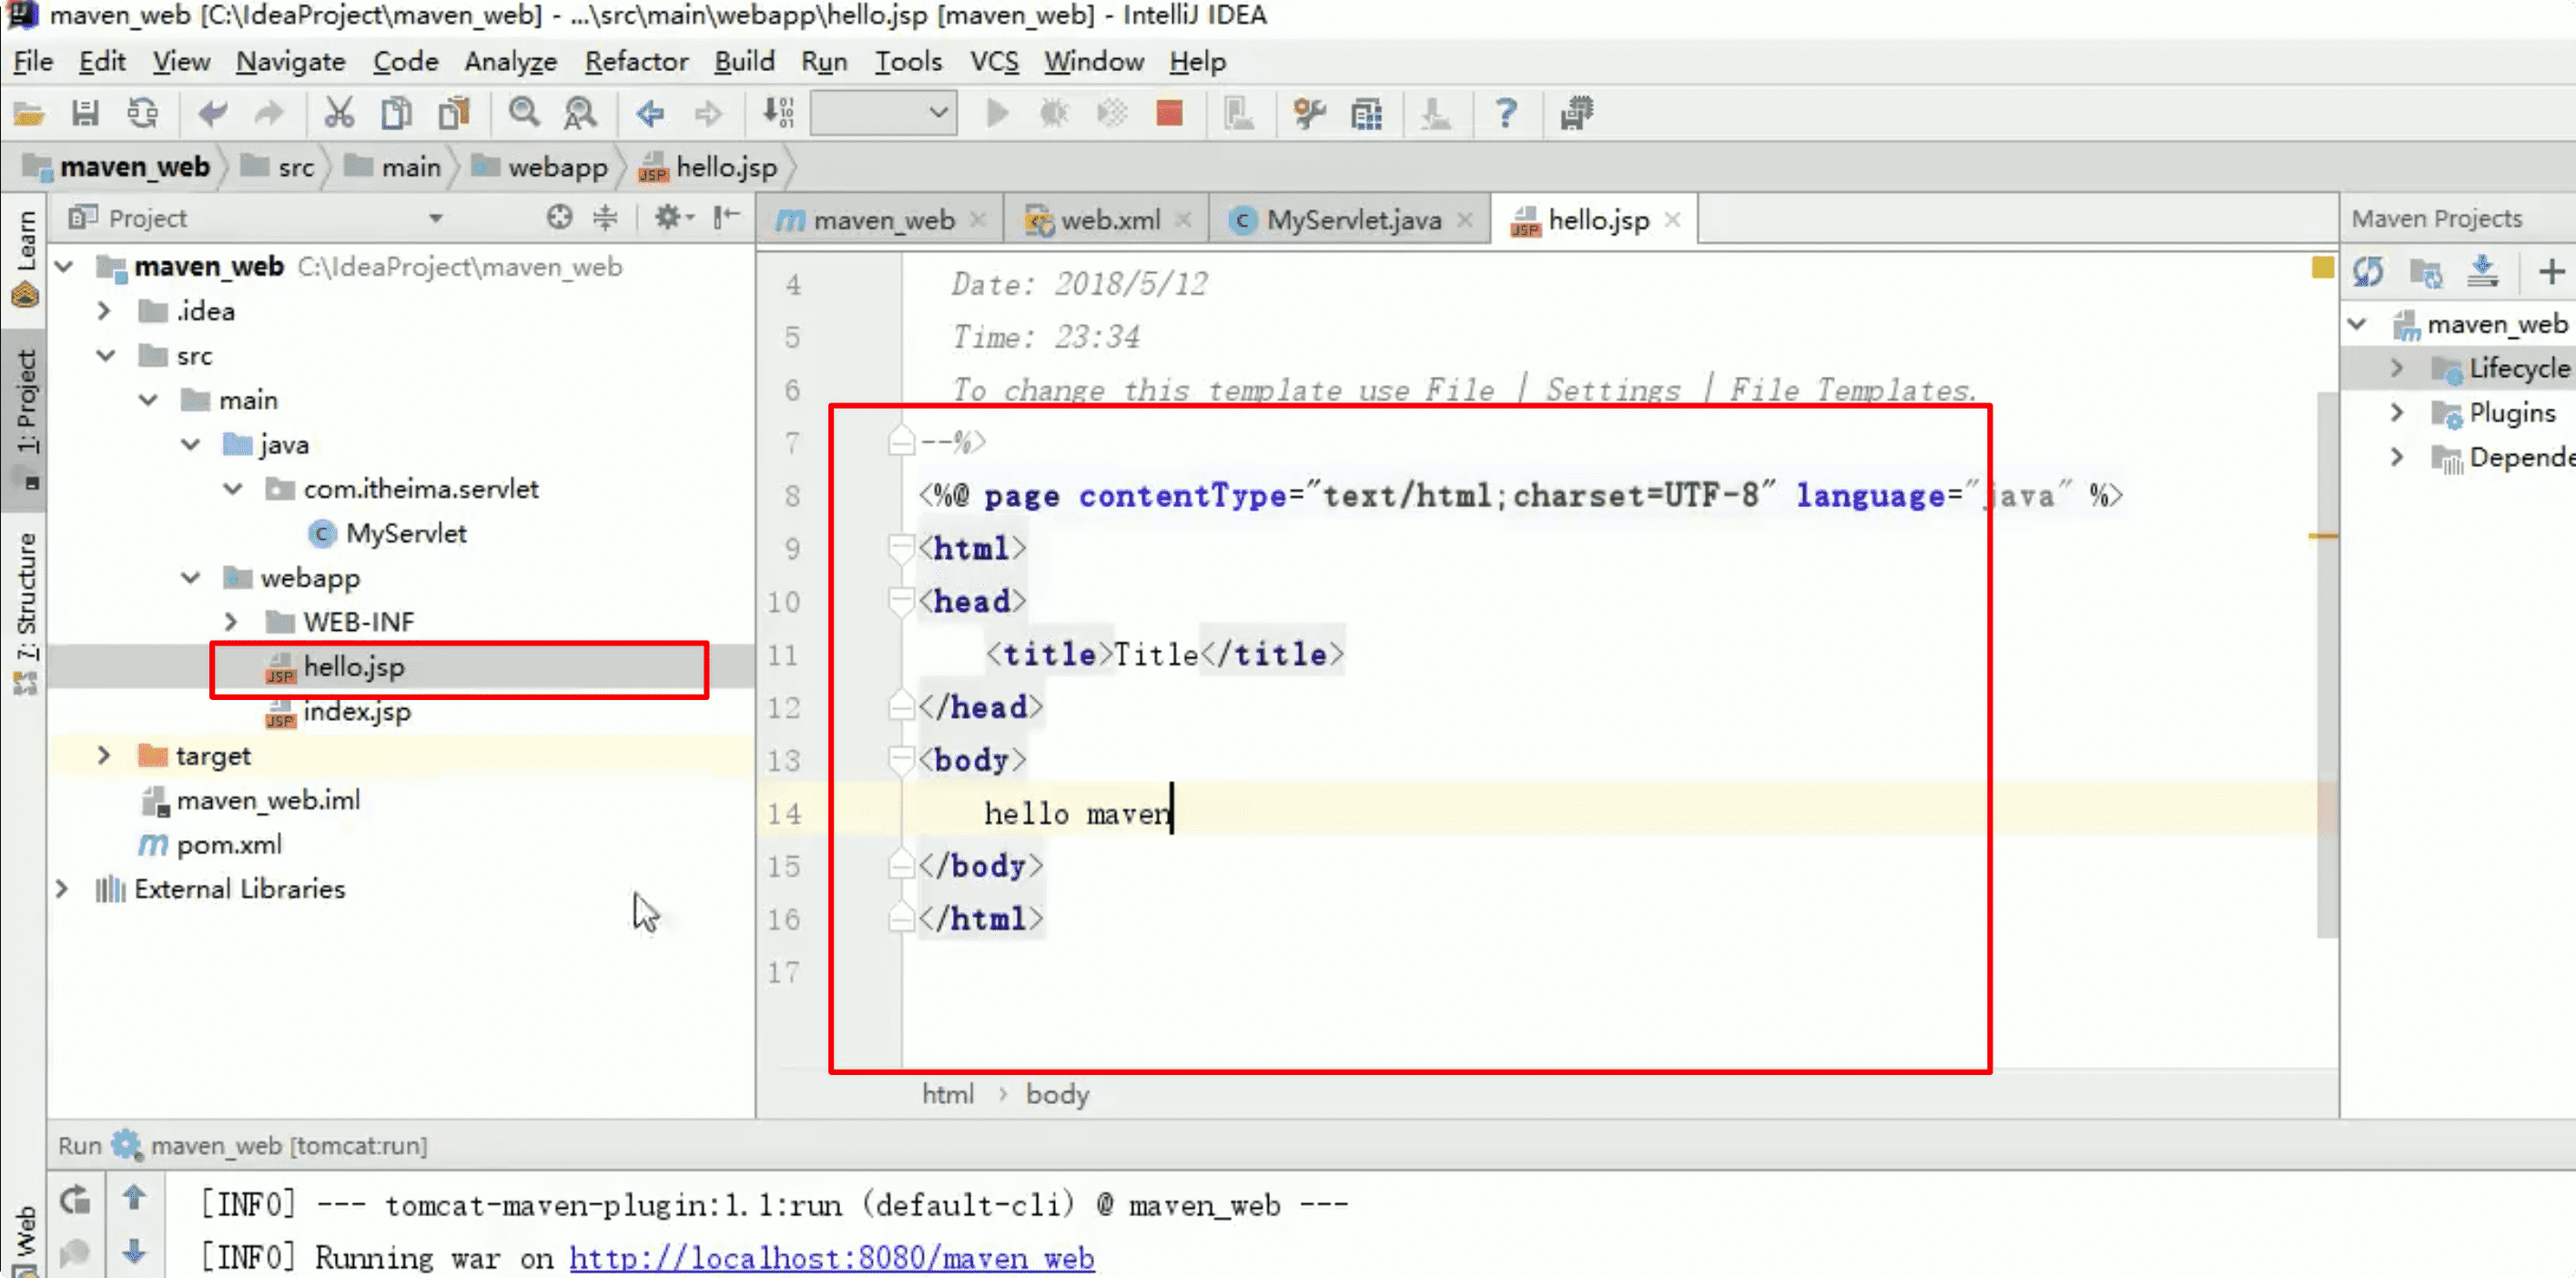 maven_web [C:\IdeaProject\maven_web] - ...\src\main\webapp\hello.jsp [maven_web] - IntelliJ IDEA
File Edit View Navigate Code Analyze Refactor Build Run Tools VCS Window Help
maven_web src main webapp hello.jsp
Learn
1: Project
7: Structure
Web
Project
maven_web C:\IdeaProject\maven_web
.idea
src
main
java
com.itheima.servlet
MyServlet
webapp
WEB-INF
hello.jsp
index.jsp
target
maven_web.iml
pom.xml
External Libraries
maven_web web.xml MyServlet.java hello.jsp
4 Date: 2018/5/12
5 Time: 23:34
6 To change this template use File | Settings | File Templates.
7 --%>
8 <%@ page contentType="text/html;charset=UTF-8" language="java" %>
9 <html>
10 <head>
11 <title>Title</title>
12 </head>
13 <body>
14 hello maven
15 </body>
16 </html>
17
html › body
Maven Projects
maven_web
Lifecycle
Plugins
Depende
Run maven_web [tomcat:run]
[INFO] --- tomcat-maven-plugin:1.1:run (default-cli) @ maven_web ---
[INFO] Running war on http://localhost:8080/maven_web